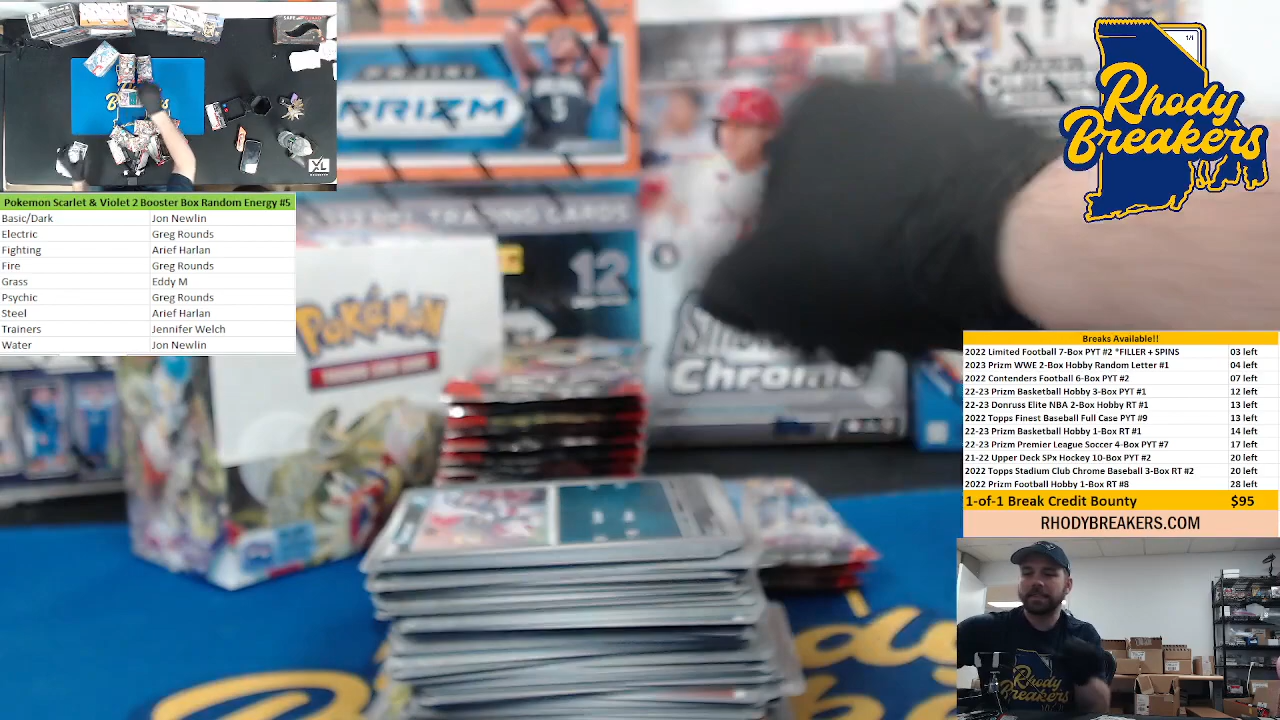 PRIZM
1/1
Rhody
Breakers
XL
Pokemon Scarlet & Violet 2 Booster Box Random Energy #5
Basic/Dark Jon Newlin
Electric Greg Rounds
Fighting Arief Harlan
Fire Greg Rounds
Grass Eddy M
Psychic Greg Rounds
Steel Arief Harlan
Trainers Jennifer Welch
Water Jon Newlin
TRADING CARDS
12
POKéMON
Chrome
Breaks Available!!
2022 Limited Football 7-Box PYT #2 *FILLER + SPINS 03 left
2023 Prizm WWE 2-Box Hobby Random Letter #1 04 left
2022 Contenders Football 6-Box PYT #2 07 left
22-23 Prizm Basketball Hobby 3-Box PYT #1 12 left
22-23 Donruss Elite NBA 2-Box Hobby RT #1 13 left
2022 Topps Finest Baseball Full Case PYT #9 13 left
22-23 Prizm Basketball Hobby 1-Box RT #1 14 left
22-23 Prizm Premier League Soccer 4-Box PYT #7 17 left
21-22 Upper Deck SPx Hockey 10-Box PYT #2 20 left
2022 Topps Stadium Club Chrome Baseball 3-Box RT #2 20 left
2022 Prizm Football Hobby 1-Box RT #8 28 left
1-of-1 Break Credit Bounty $95
RHODYBREAKERS.COM
Rhody
Breakers